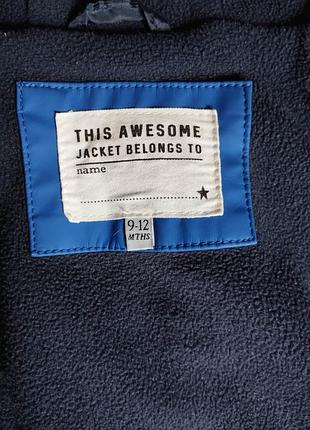 THIS AWESOME
JACKET BELONGS TO
name
9-12
MTHS